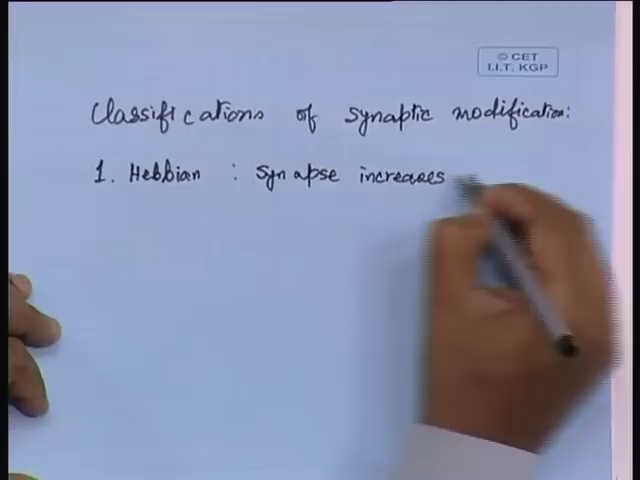 © CET
I.I.T. KGP
Classifications of synaptic modification:
1. Hebbian : Synapse increases